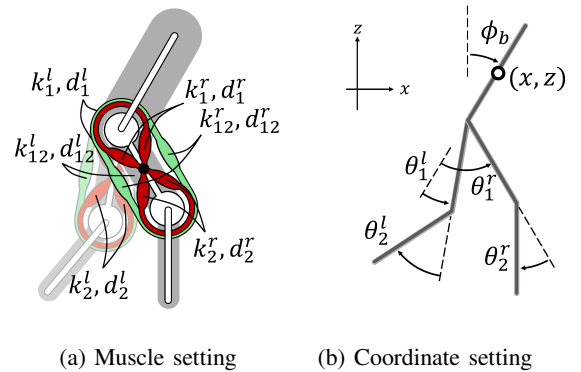 k_1^l, d_1^l
k_1^r, d_1^r
k_{12}^r, d_{12}^r
k_{12}^l, d_{12}^l
k_2^r, d_2^r
k_2^l, d_2^l
(a) Muscle setting
z
x
ϕ_b
(x, z)
θ_1^l
θ_1^r
θ_2^l
θ_2^r
(b) Coordinate setting